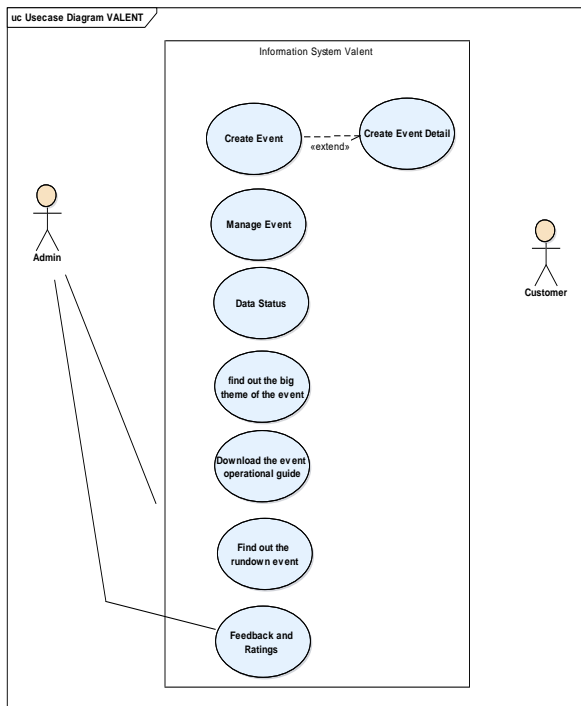 uc Usecase Diagram VALENT
Information System Valent
Create Event
Create Event Detail
«extend»
Manage Event
Admin
Customer
Data Status
find out the big
theme of the event
Download the event
operational guide
Find out the
rundown event
Feedback and
Ratings